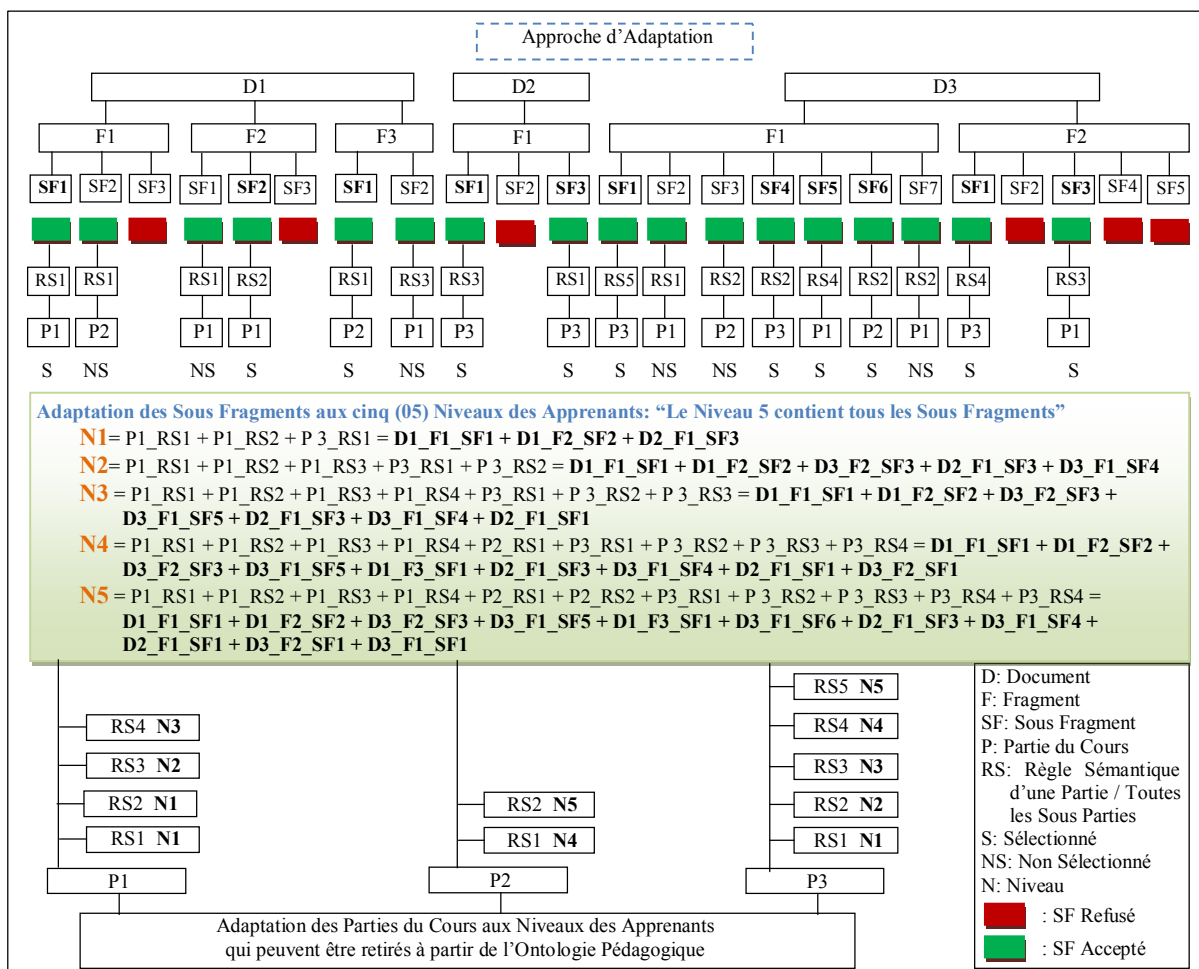 Approche d'Adaptation
D1 D2 D3
F1 F2 F3 F1 F1 F2
SF1 SF2 SF3 SF1 SF2 SF3 SF1 SF2 SF1 SF2 SF3 SF1 SF2 SF3 SF4 SF5 SF6 SF7 SF1 SF2 SF3 SF4 SF5
RS1 RS1 RS1 RS2 RS1 RS3 RS3 RS1 RS5 RS1 RS2 RS2 RS4 RS2 RS2 RS4 RS3
P1 P2 P1 P1 P2 P1 P3 P3 P3 P1 P2 P3 P1 P2 P1 P3 P1
S NS NS S S NS S S S NS NS S S S NS S S
Adaptation des Sous Fragments aux cinq (05) Niveaux des Apprenants: “Le Niveau 5 contient tous les Sous Fragments”
N1= P1_RS1 + P1_RS2 + P 3_RS1 = D1_F1_SF1 + D1_F2_SF2 + D2_F1_SF3
N2= P1_RS1 + P1_RS2 + P1_RS3 + P3_RS1 + P 3_RS2 = D1_F1_SF1 + D1_F2_SF2 + D3_F2_SF3 + D2_F1_SF3 + D3_F1_SF4
N3 = P1_RS1 + P1_RS2 + P1_RS3 + P1_RS4 + P3_RS1 + P 3_RS2 + P 3_RS3 = D1_F1_SF1 + D1_F2_SF2 + D3_F2_SF3 +
D3_F1_SF5 + D2_F1_SF3 + D3_F1_SF4 + D2_F1_SF1
N4 = P1_RS1 + P1_RS2 + P1_RS3 + P1_RS4 + P2_RS1 + P3_RS1 + P 3_RS2 + P 3_RS3 + P3_RS4 = D1_F1_SF1 + D1_F2_SF2 +
D3_F2_SF3 + D3_F1_SF5 + D1_F3_SF1 + D2_F1_SF3 + D3_F1_SF4 + D2_F1_SF1 + D3_F2_SF1
N5 = P1_RS1 + P1_RS2 + P1_RS3 + P1_RS4 + P2_RS1 + P2_RS2 + P3_RS1 + P 3_RS2 + P 3_RS3 + P3_RS4 + P3_RS4 =
D1_F1_SF1 + D1_F2_SF2 + D3_F2_SF3 + D3_F1_SF5 + D1_F3_SF1 + D3_F1_SF6 + D2_F1_SF3 + D3_F1_SF4 +
D2_F1_SF1 + D3_F2_SF1 + D3_F1_SF1
RS4 N3
RS3 N2
RS2 N1
RS1 N1
P1
RS2 N5
RS1 N4
P2
RS5 N5
RS4 N4
RS3 N3
RS2 N2
RS1 N1
P3
Adaptation des Parties du Cours aux Niveaux des Apprenants
qui peuvent être retirés à partir de l'Ontologie Pédagogique
D: Document
F: Fragment
SF: Sous Fragment
P: Partie du Cours
RS: Règle Sémantique
d'une Partie / Toutes
les Sous Parties
S: Sélectionné
NS: Non Sélectionné
N: Niveau
: SF Refusé
: SF Accepté